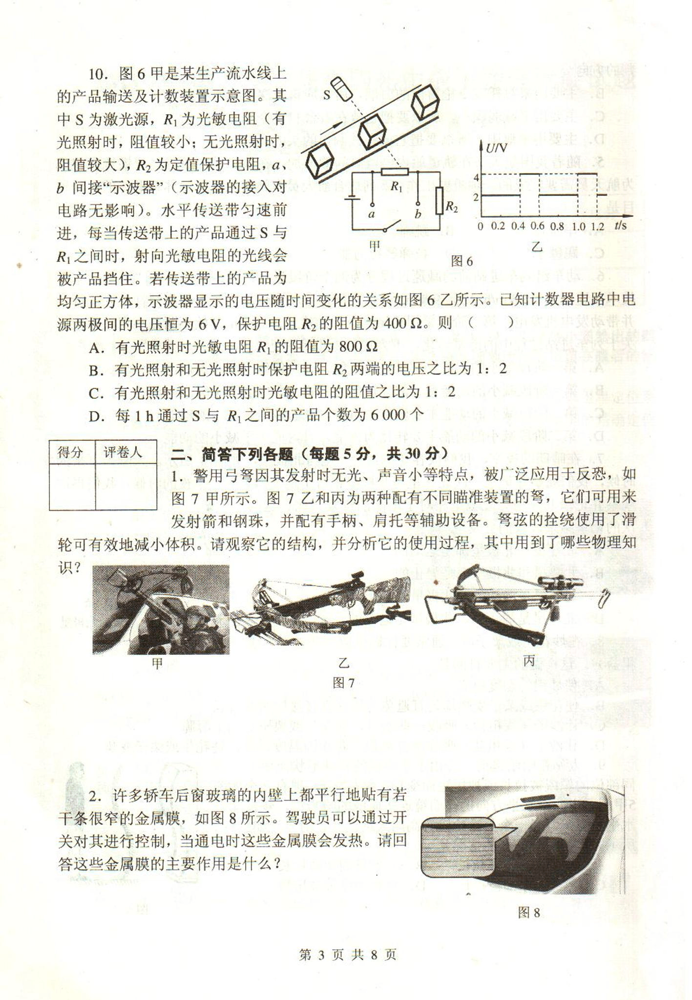 10．图 6 甲是某生产流水线上
的产品输送及计数装置示意图。其
中 S 为激光源，R₁ 为光敏电阻（有
光照射时，阻值较小；无光照射时，
阻值较大），R₂ 为定值保护电阻，a、
b 间接“示波器”（示波器的接入对
电路无影响）。水平传送带匀速前
进，每当传送带上的产品通过 S 与
R₁ 之间时，射向光敏电阻的光线会
被产品挡住。若传送带上的产品为
均匀正方体，示波器显示的电压随时间变化的关系如图 6 乙所示。已知计数器电路中电
源两极间的电压恒为 6 V，保护电阻 R₂ 的阻值为 400 Ω。则（　　）
S
R₁
R₂
a
b
甲
U/V
4
2
0 0.2 0.4 0.6 0.8 1.0 1.2 t/s
乙
图 6
A．有光照射时光敏电阻 R₁ 的阻值为 800 Ω
B．有光照射和无光照射时保护电阻 R₂ 两端的电压之比为 1：2
C．有光照射和无光照射时光敏电阻的阻值之比为 1：2
D．每 1 h 通过 S 与 R₁ 之间的产品个数为 6 000 个
得分 评卷人
二、简答下列各题（每题 5 分，共 30 分）
1．警用弓弩因其发射时无光、声音小等特点，被广泛应用于反恐，如
图 7 甲所示。图 7 乙和丙为两种配有不同瞄准装置的弩，它们可用来
发射箭和钢珠，并配有手柄、肩托等辅助设备。弩弦的拴绕使用了滑
轮可有效地减小体积。请观察它的结构，并分析它的使用过程，其中用到了哪些物理知
识？
甲 乙 丙
图 7
2．许多轿车后窗玻璃的内壁上都平行地贴有若
干条很窄的金属膜，如图 8 所示。驾驶员可以通过开
关对其进行控制，当通电时这些金属膜会发热。请回
答这些金属膜的主要作用是什么？
图 8
第 3 页 共 8 页